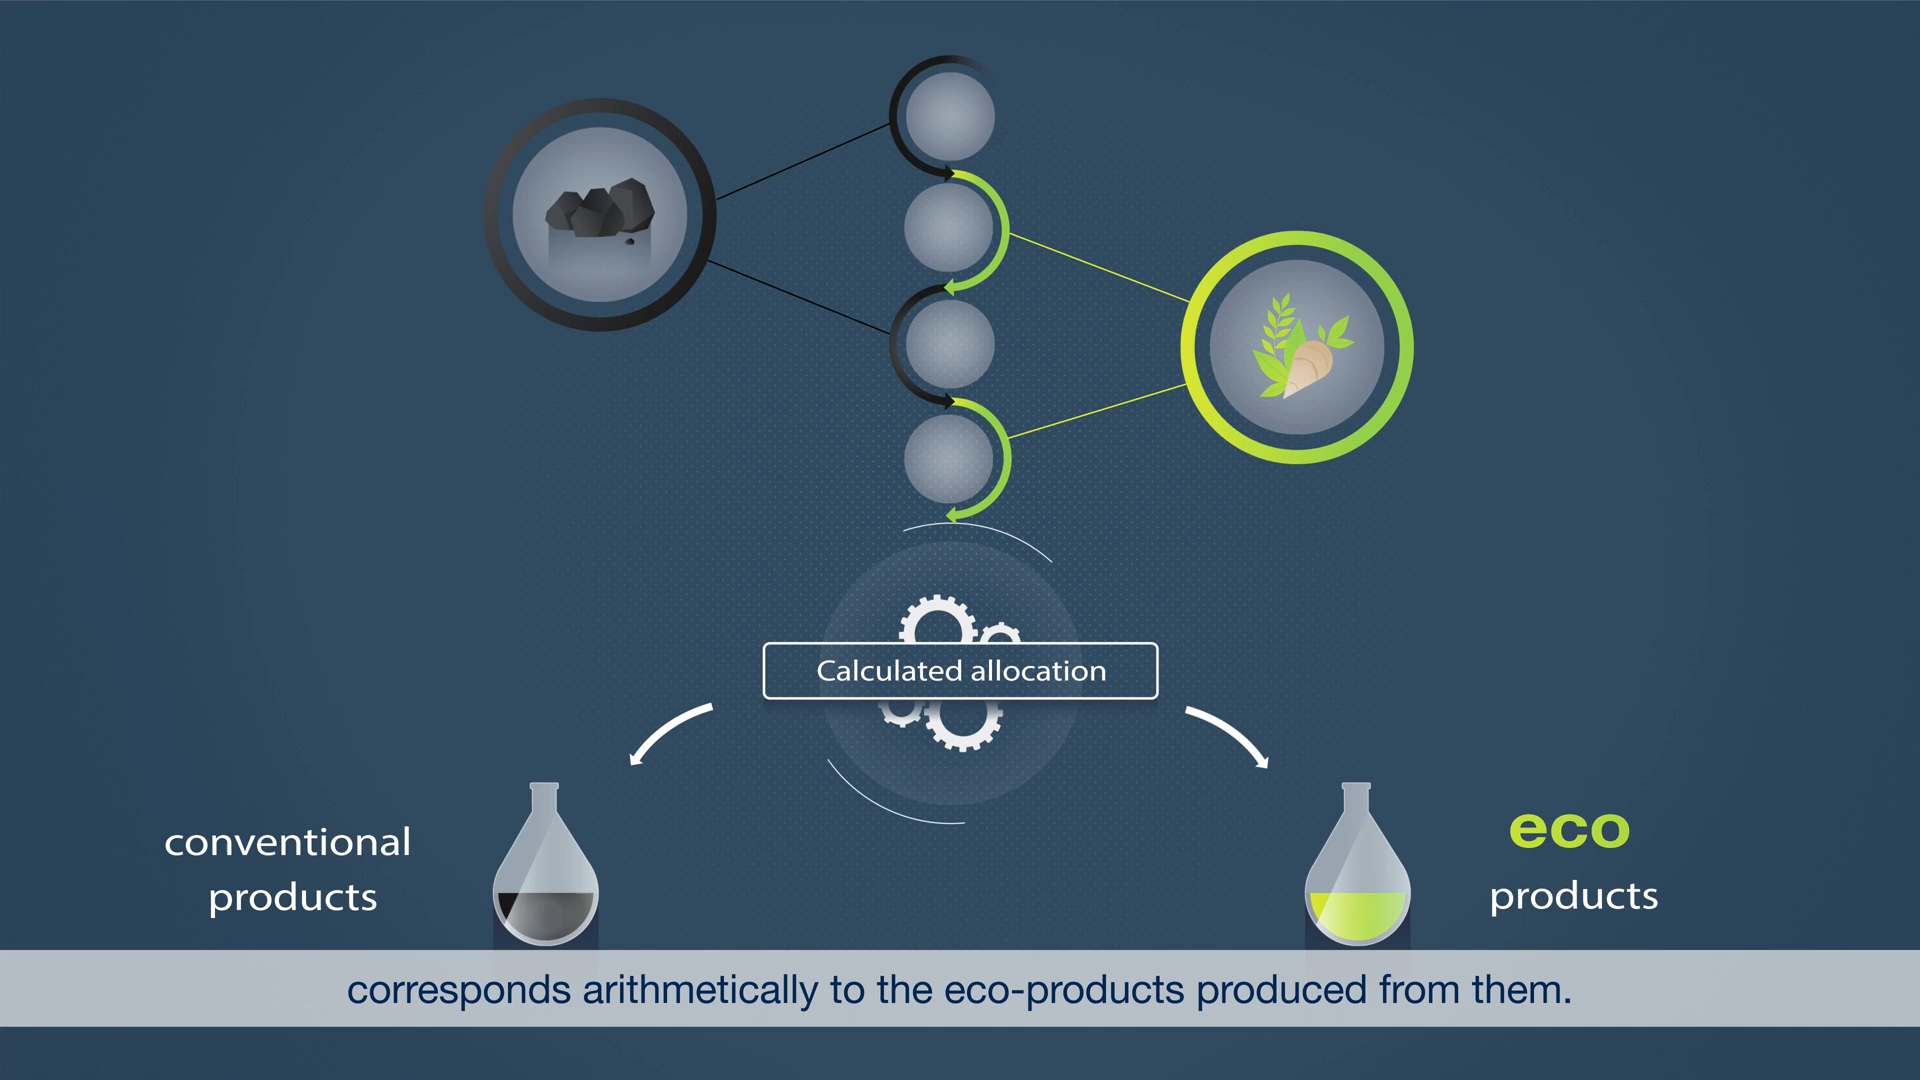 Calculated allocation
conventional
products
eco
products
corresponds arithmetically to the eco-products produced from them.